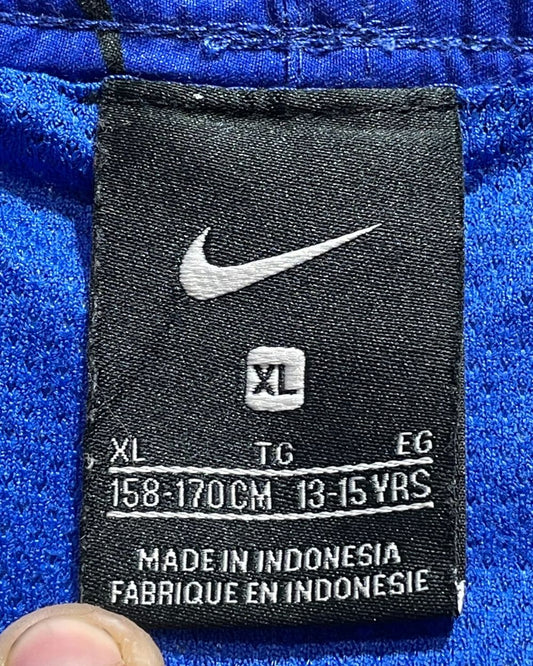 XL
XL TG EG
158-170CM 13-15 YRS
MADE IN INDONESIA
FABRIQUE EN INDONESIE